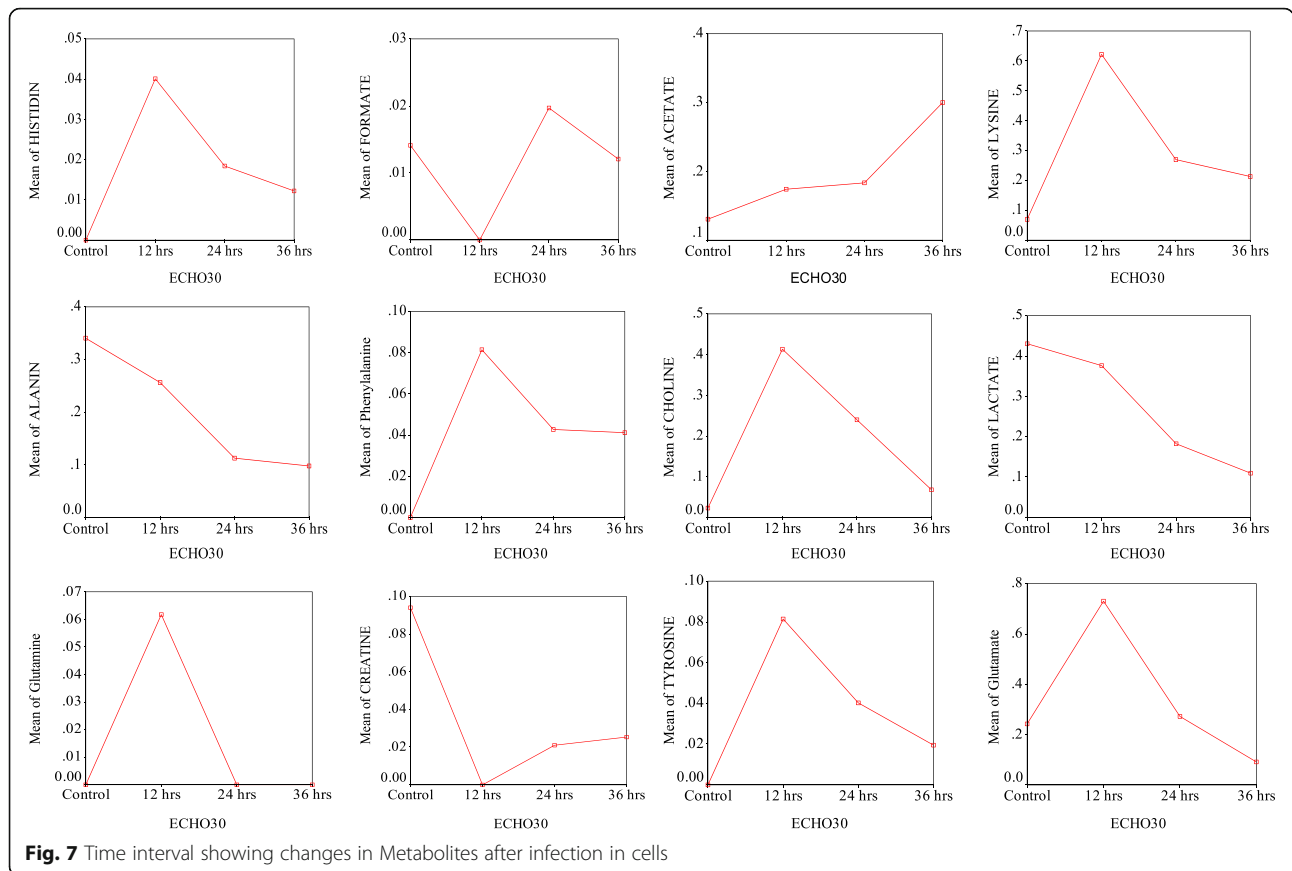 Mean of HISTIDIN
.05
.04
.03
.02
.01
0.00
Control 12 hrs 24 hrs 36 hrs
ECHO30
Mean of FORMATE
.03
.02
.01
0.00
Control 12 hrs 24 hrs 36 hrs
ECHO30
Mean of ACETATE
.4
.3
.2
.1
Control 12 hrs 24 hrs 36 hrs
ECHO30
Mean of LYSINE
.7
.6
.5
.4
.3
.2
.1
0.0
Control 12 hrs 24 hrs 36 hrs
ECHO30
Mean of ALANIN
.4
.3
.2
.1
0.0
Control 12 hrs 24 hrs 36 hrs
ECHO30
Mean of Phenylalanine
.10
.08
.06
.04
.02
0.00
Control 12 hrs 24 hrs 36 hrs
ECHO30
Mean of CHOLINE
.5
.4
.3
.2
.1
0.0
Control 12 hrs 24 hrs 36 hrs
ECHO30
Mean of LACTATE
.5
.4
.3
.2
.1
0.0
Control 12 hrs 24 hrs 36 hrs
ECHO30
Mean of Glutamine
.07
.06
.05
.04
.03
.02
.01
0.00
Control 12 hrs 24 hrs 36 hrs
ECHO30
Mean of CREATINE
.10
.08
.06
.04
.02
0.00
Control 12 hrs 24 hrs 36 hrs
ECHO30
Mean of TYROSINE
.10
.08
.06
.04
.02
0.00
Control 12 hrs 24 hrs 36 hrs
ECHO30
Mean of Glutamate
.8
.6
.4
.2
0.0
Control 12 hrs 24 hrs 36 hrs
ECHO30
Fig. 7 Time interval showing changes in Metabolites after infection in cells